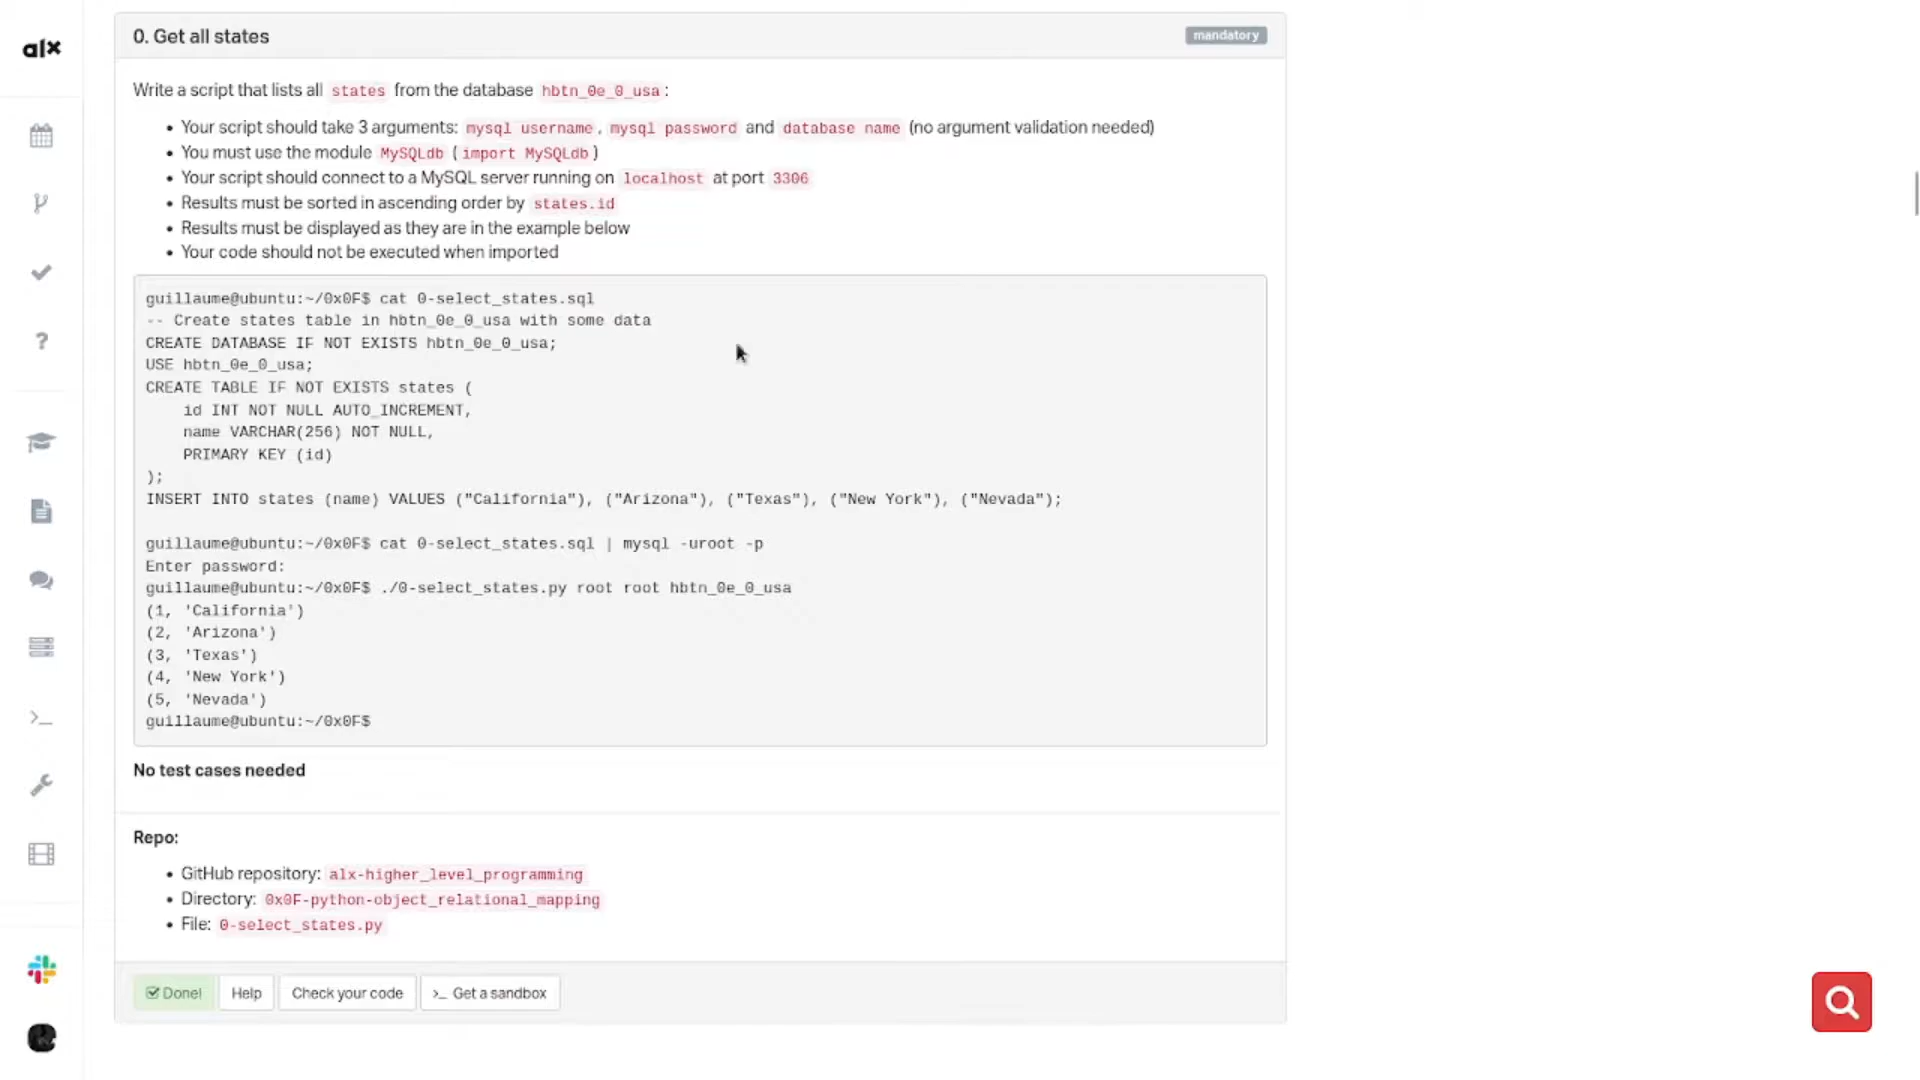 alx
0. Get all states
mandatory
Write a script that lists all states from the database hbtn_0e_0_usa :
• Your script should take 3 arguments: mysql username , mysql password and database name (no argument validation needed)
• You must use the module MySQLdb ( import MySQLdb )
• Your script should connect to a MySQL server running on localhost at port 3306
• Results must be sorted in ascending order by states.id
• Results must be displayed as they are in the example below
• Your code should not be executed when imported
guillaume@ubuntu:~/0x0F$ cat 0-select_states.sql
-- Create states table in hbtn_0e_0_usa with some data
CREATE DATABASE IF NOT EXISTS hbtn_0e_0_usa;
USE hbtn_0e_0_usa;
CREATE TABLE IF NOT EXISTS states (
    id INT NOT NULL AUTO_INCREMENT,
    name VARCHAR(256) NOT NULL,
    PRIMARY KEY (id)
);
INSERT INTO states (name) VALUES ("California"), ("Arizona"), ("Texas"), ("New York"), ("Nevada");
guillaume@ubuntu:~/0x0F$ cat 0-select_states.sql | mysql -uroot -p
Enter password:
guillaume@ubuntu:~/0x0F$ ./0-select_states.py root root hbtn_0e_0_usa
(1, 'California')
(2, 'Arizona')
(3, 'Texas')
(4, 'New York')
(5, 'Nevada')
guillaume@ubuntu:~/0x0F$
No test cases needed
Repo:
• GitHub repository: alx-higher_level_programming
• Directory: 0x0F-python-object_relational_mapping
• File: 0-select_states.py
Done!
Help
Check your code
>_ Get a sandbox